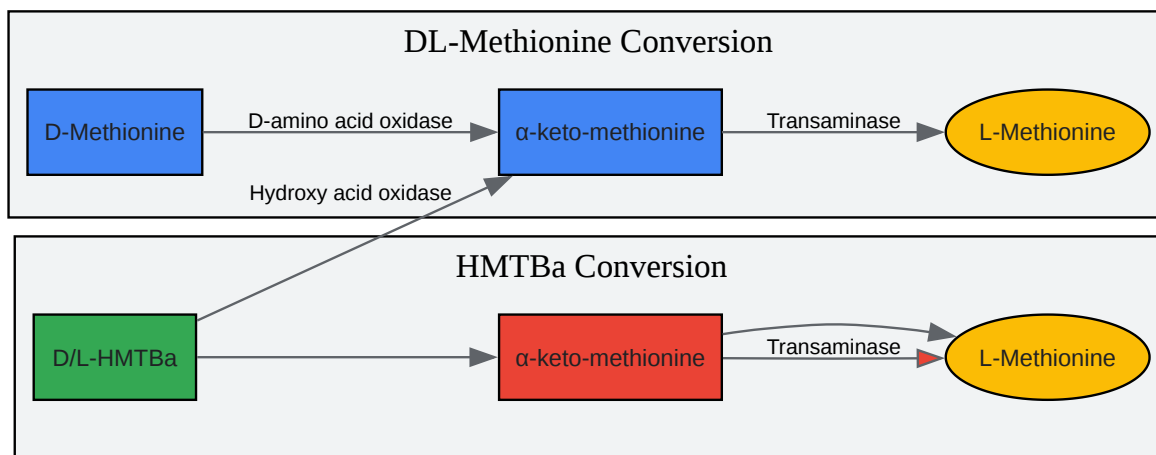 DL-Methionine Conversion
D-Methionine
D-amino acid oxidase
α-keto-methionine
Transaminase
L-Methionine
Hydroxy acid oxidase
HMTBa Conversion
D/L-HMTBa
α-keto-methionine
Transaminase
L-Methionine